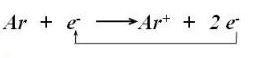 Ar + e⁻ ⟶ Ar⁺ + 2 e⁻